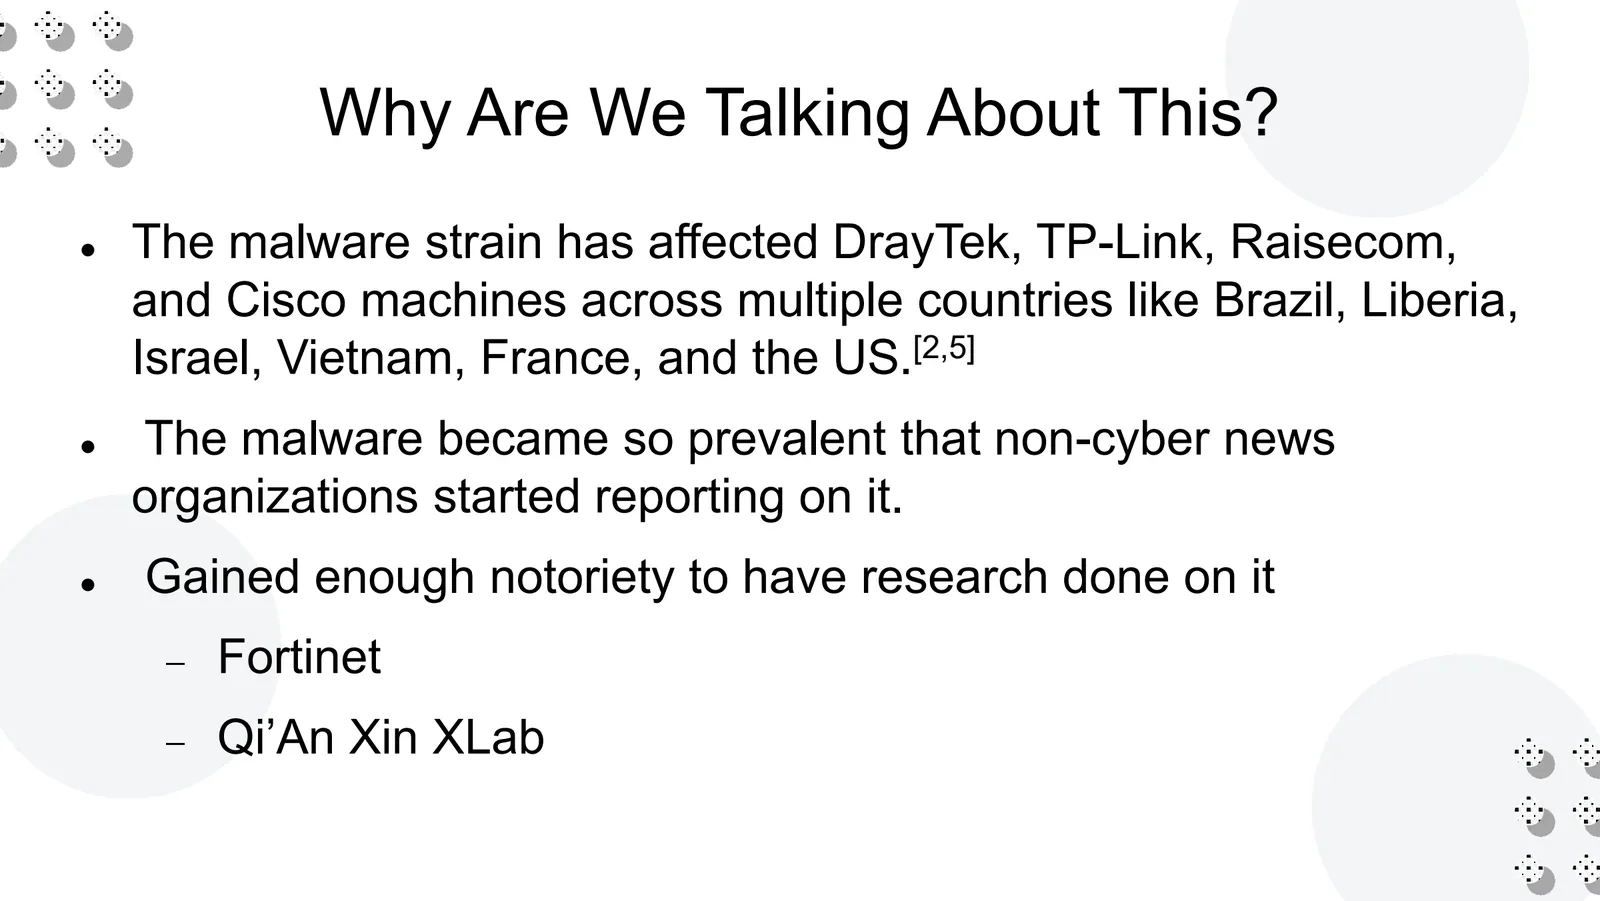 Why Are We Talking About This?
● The malware strain has affected DrayTek, TP-Link, Raisecom,
and Cisco machines across multiple countries like Brazil, Liberia,
Israel, Vietnam, France, and the US.[2,5]
● The malware became so prevalent that non-cyber news
organizations started reporting on it.
● Gained enough notoriety to have research done on it
– Fortinet
– Qi’An Xin XLab